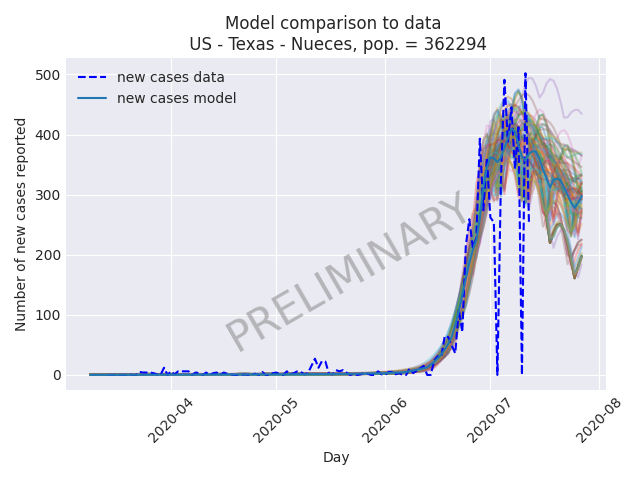 Model comparison to data
US - Texas - Nueces, pop. = 362294
new cases data
new cases model
Number of new cases reported
500
400
300
200
100
0
PRELIMINARY
2020-04
2020-05
2020-06
2020-07
2020-08
Day